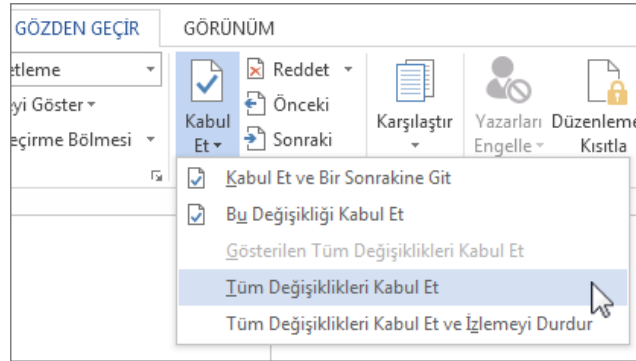 GÖZDEN GEÇİR GÖRÜNÜM
etleme
yi Göster
eçirme Bölmesi
Kabul
Et
Reddet
Önceki
Sonraki
Karşılaştır
Yazarları
Engelle
Düzenleme
Kısıtla
Kabul Et ve Bir Sonrakine Git
Bu Değişikliği Kabul Et
Gösterilen Tüm Değişiklikleri Kabul Et
Tüm Değişiklikleri Kabul Et
Tüm Değişiklikleri Kabul Et ve İzlemeyi Durdur